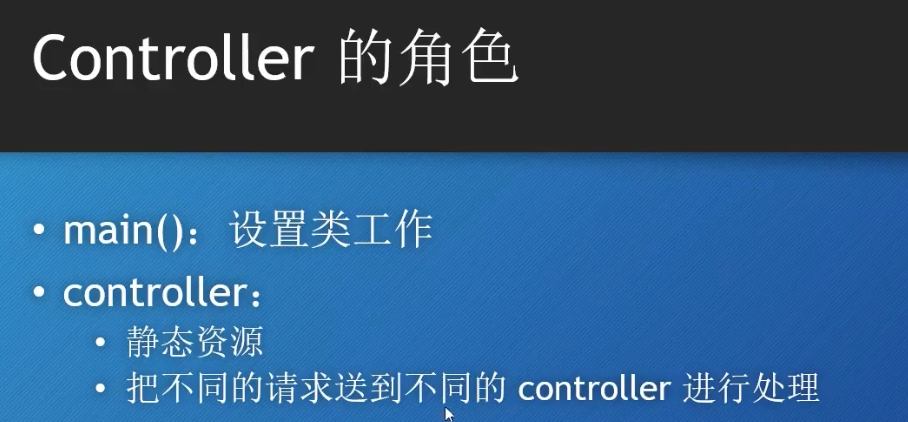 Controller 的角色
• main()：设置类工作
• controller：
• 静态资源
• 把不同的请求送到不同的 controller 进行处理